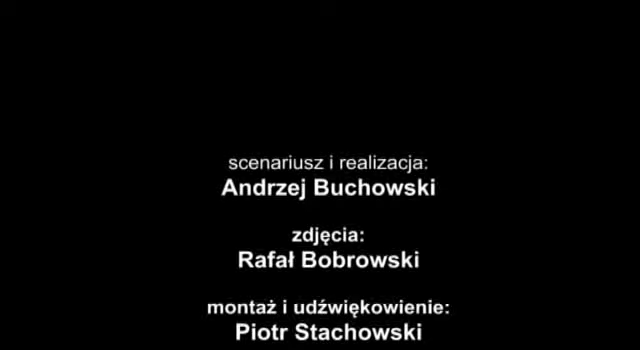 scenariusz i realizacja:
Andrzej Buchowski
zdjęcia:
Rafał Bobrowski
montaż i udźwiękowienie:
Piotr Stachowski